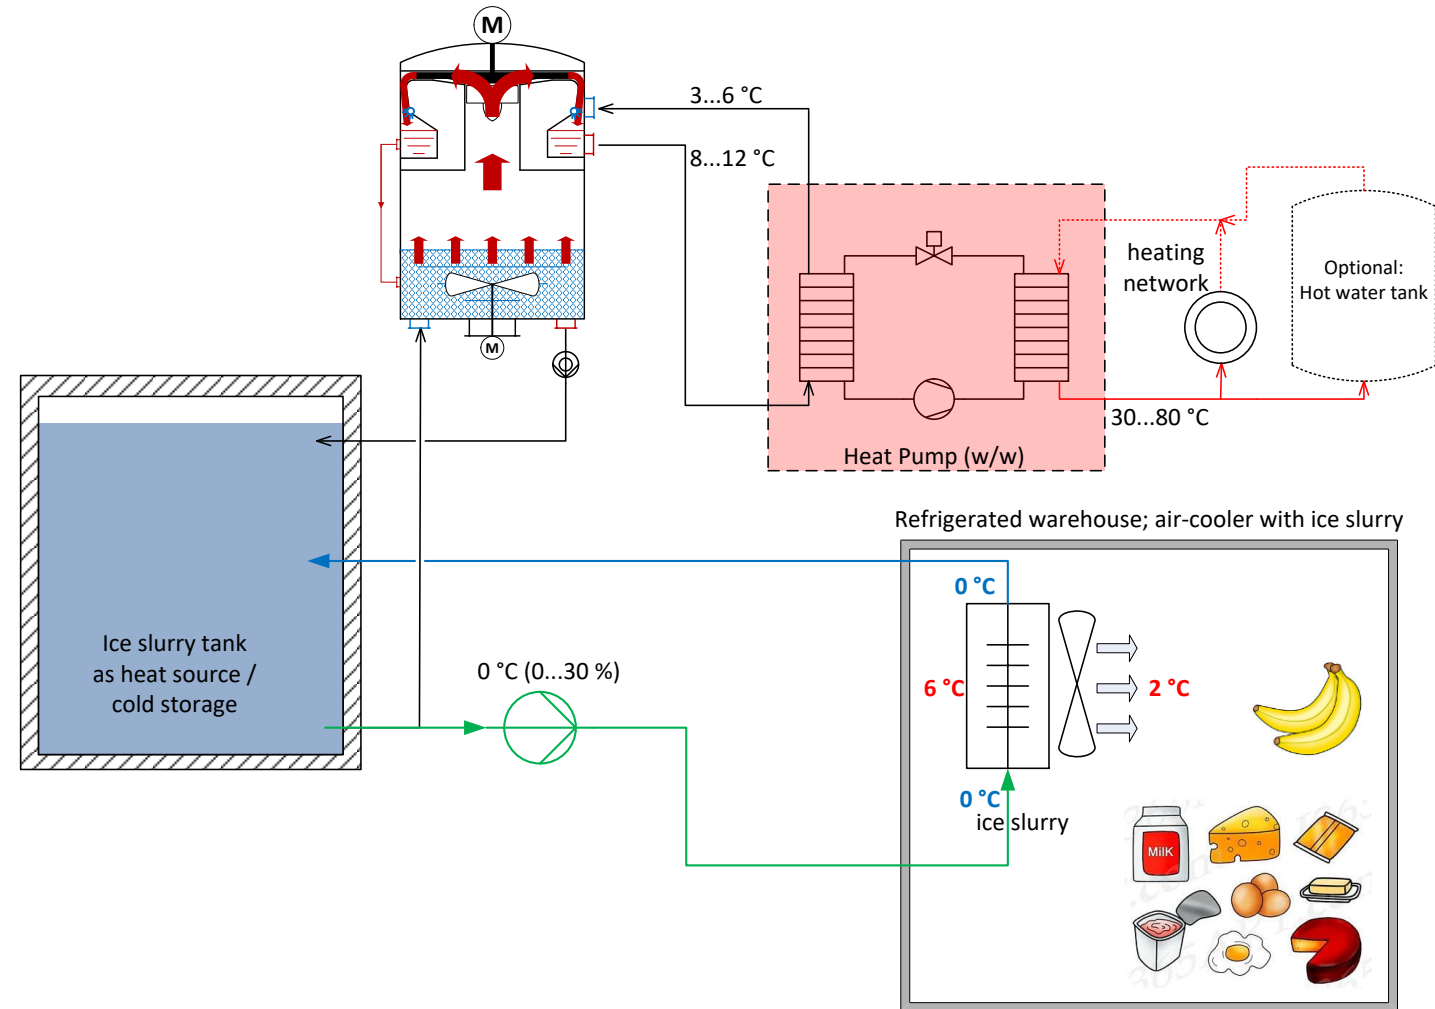 M
3...6 °C
8...12 °C
heating
network
Optional:
Hot water tank
M
30...80 °C
Heat Pump (w/w)
Refrigerated warehouse; air-cooler with ice slurry
0 °C
Ice slurry tank
as heat source /
cold storage
0 °C (0...30 %)
6 °C
2 °C
0 °C
ice slurry
MilK